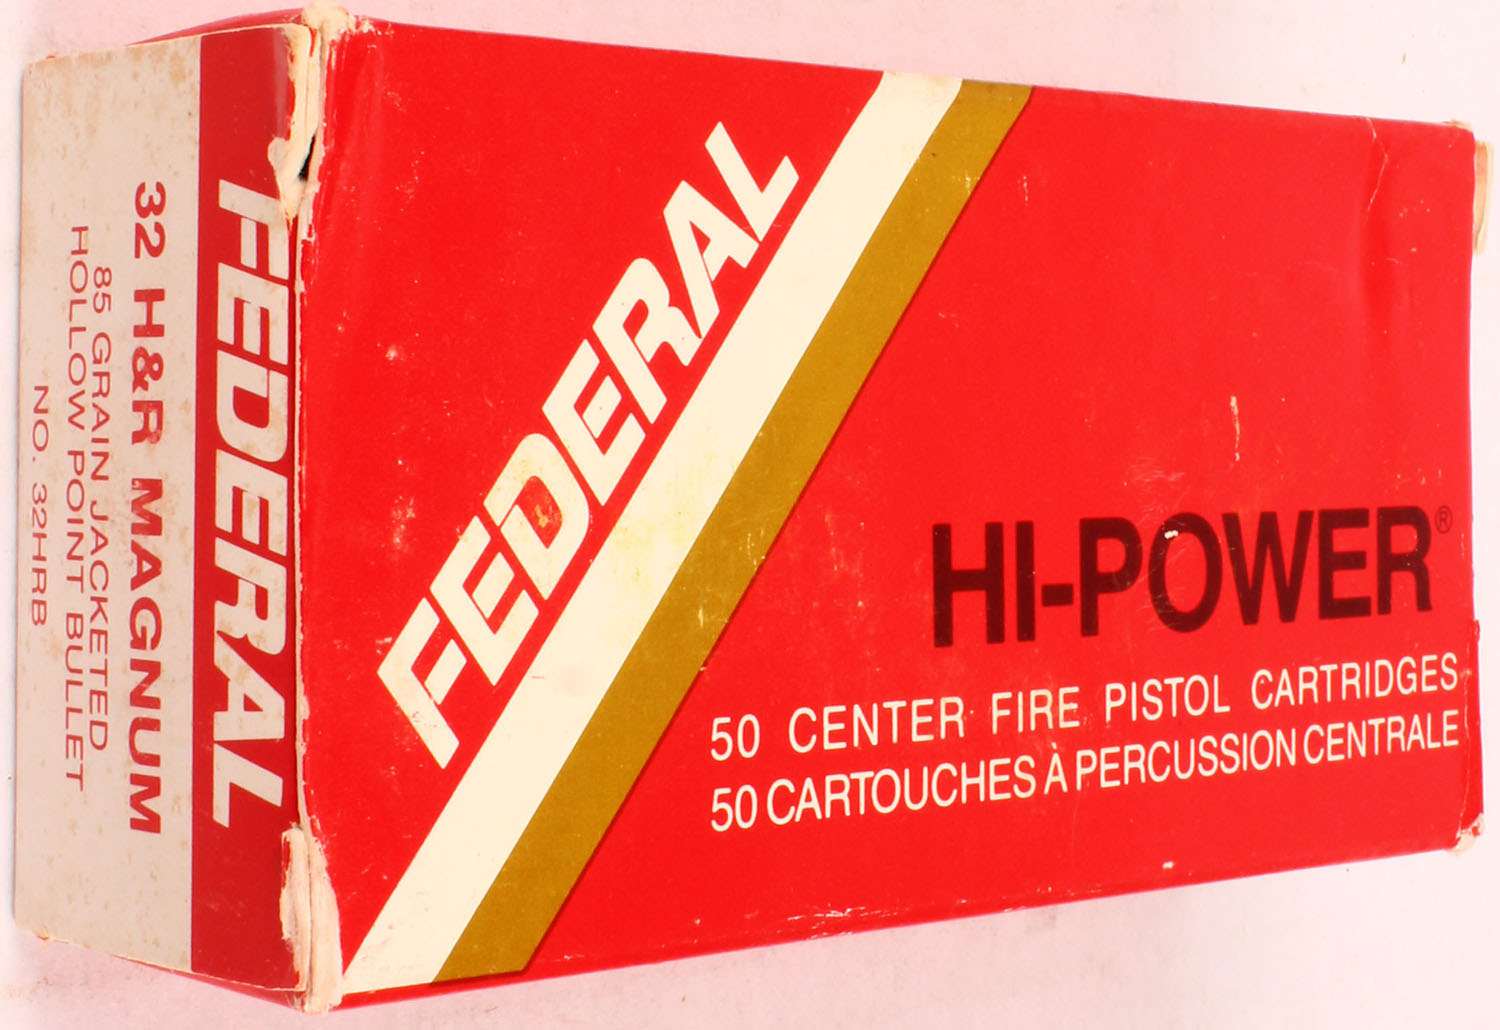 FEDERAL
32 H&R MAGNUM
85 GRAIN JACKETED
HOLLOW POINT BULLET
NO. 32HRB
FEDERAL
HI-POWER®
50 CENTER FIRE PISTOL CARTRIDGES
50 CARTOUCHES À PERCUSSION CENTRALE